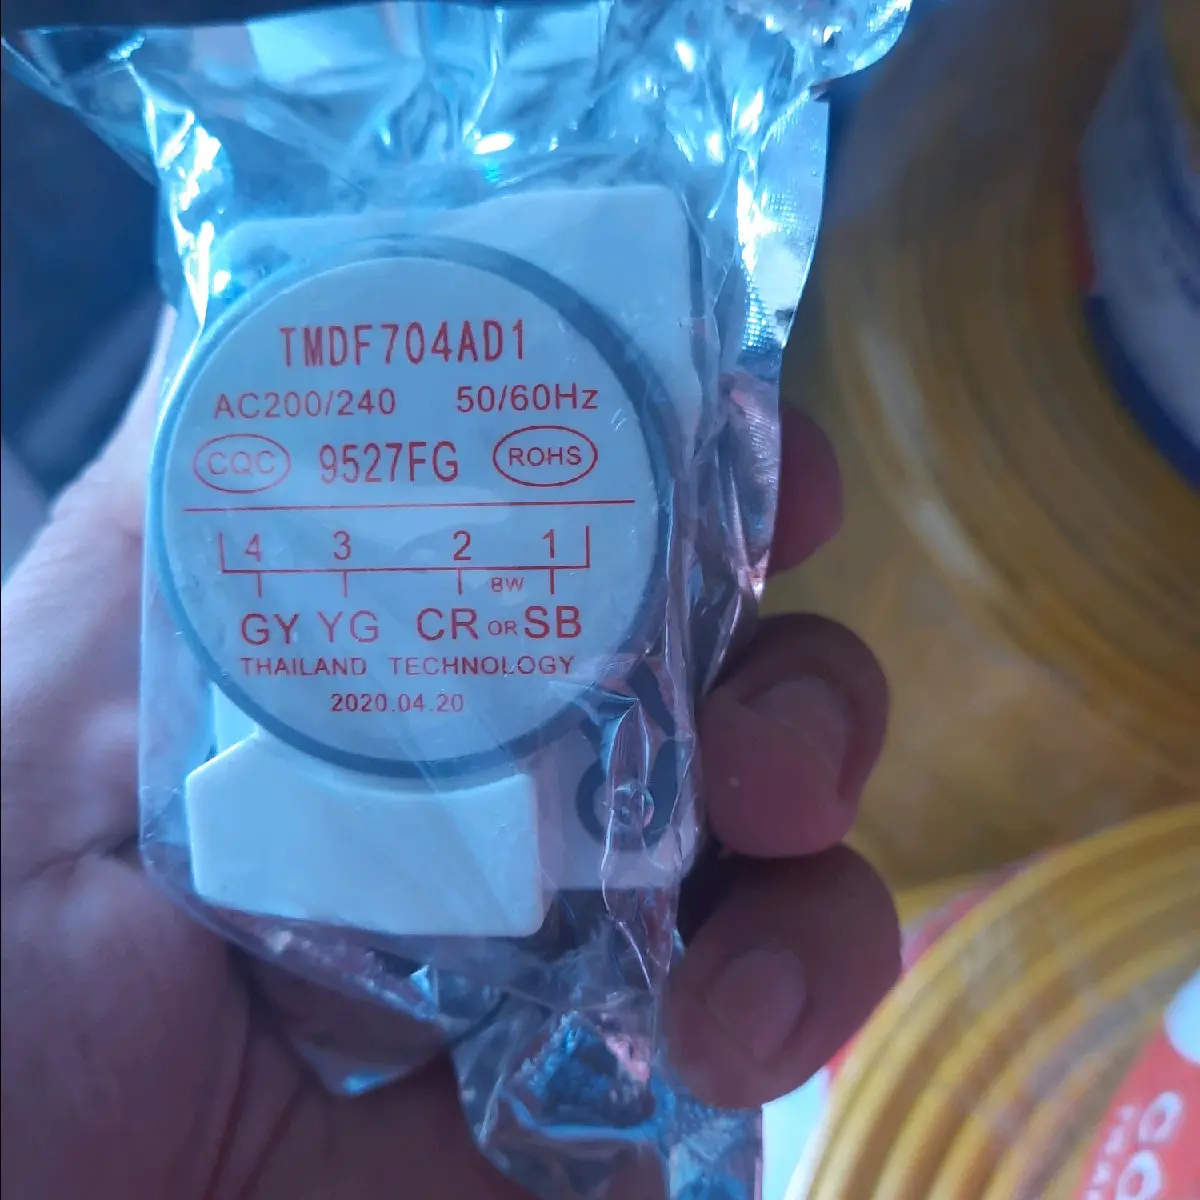 TMDF704AD1
AC200/240 50/60Hz
CQC 9527FG ROHS
4 3 2 1
BW
GY YG CR OR SB
THAILAND TECHNOLOGY
2020.04.20